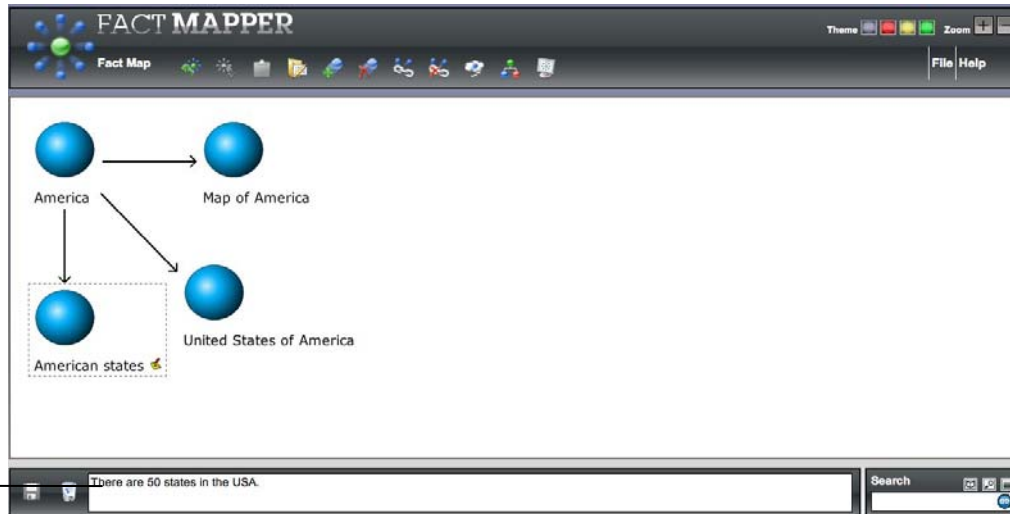 FACT MAPPER
Theme
Zoom
Fact Map
File
Help
America
Map of America
United States of America
American states
There are 50 states in the USA.
Search